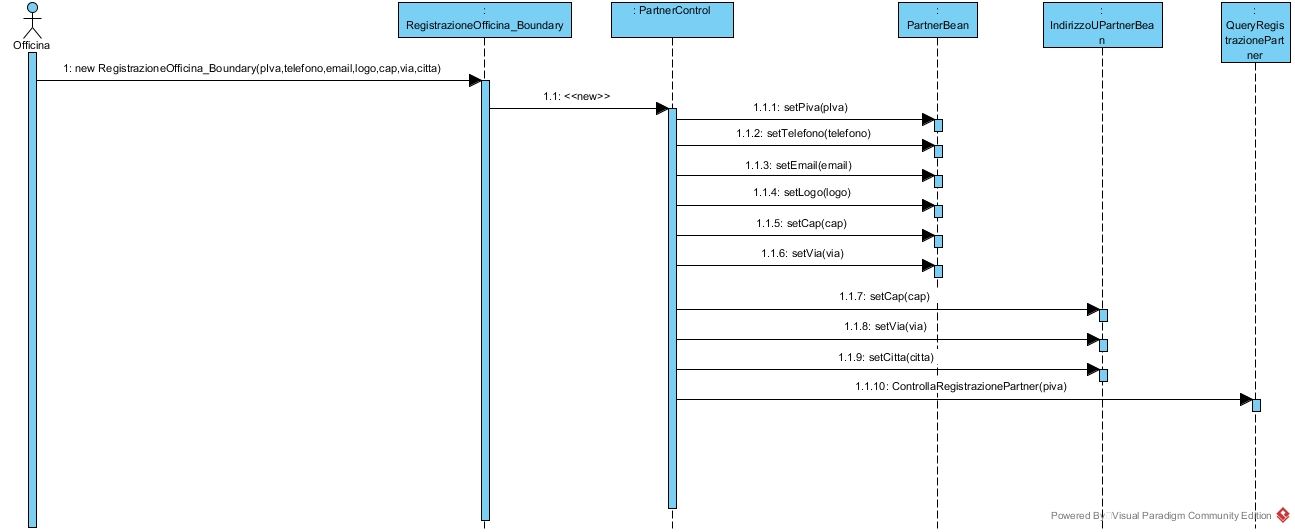 Officina
:
RegistrazioneOfficina_Boundary
: PartnerControl
:
PartnerBean
:
IndirizzoUPartnerBea
n
:
QueryRegis
trazionePart
ner
1: new RegistrazioneOfficina_Boundary(pIva,telefono,email,logo,cap,via,citta)
1.1: <<new>>
1.1.1: setPiva(pIva)
1.1.2: setTelefono(telefono)
1.1.3: setEmail(email)
1.1.4: setLogo(logo)
1.1.5: setCap(cap)
1.1.6: setVia(via)
1.1.7: setCap(cap)
1.1.8: setVia(via)
1.1.9: setCitta(citta)
1.1.10: ControllaRegistrazionePartner(piva)
Powered By Visual Paradigm Community Edition